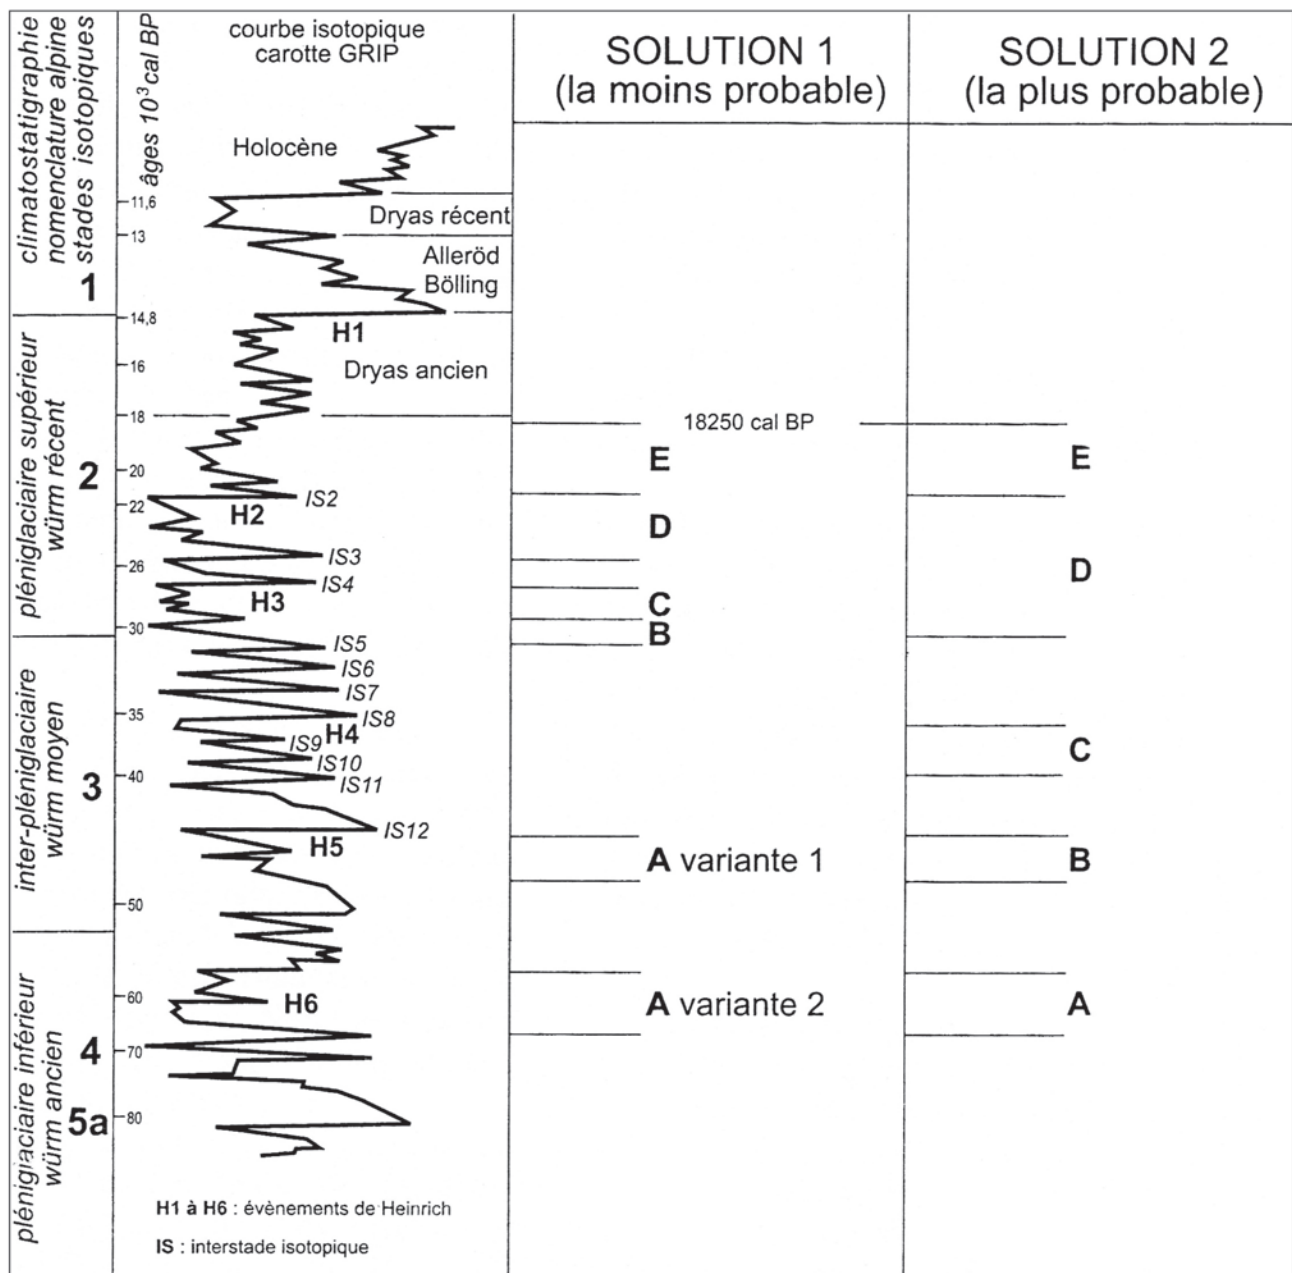 climatostatigraphie
nomenclature alpine
stades isotopiques
âges 10³cal BP
courbe isotopique
carotte GRIP
SOLUTION 1
(la moins probable)
SOLUTION 2
(la plus probable)
Holocène
11,6
Dryas récent
13
Alleröd
Bölling
1
14,8
H1
pléniglaciaire supérieur
würm récent
2
16
Dryas ancien
18
18250 cal BP
E
E
20
IS2
22
H2
D
IS3
26
D
IS4
H3
C
30
B
inter-pléniglaciaire
würm moyen
3
IS5
IS6
IS7
35
IS8
H4
IS9
C
IS10
40
IS11
IS12
H5
A variante 1
B
50
pléniglaciaire inférieur
würm ancien
4
5a
60
H6
A variante 2
A
70
80
H1 à H6 : évènements de Heinrich
IS : interstade isotopique